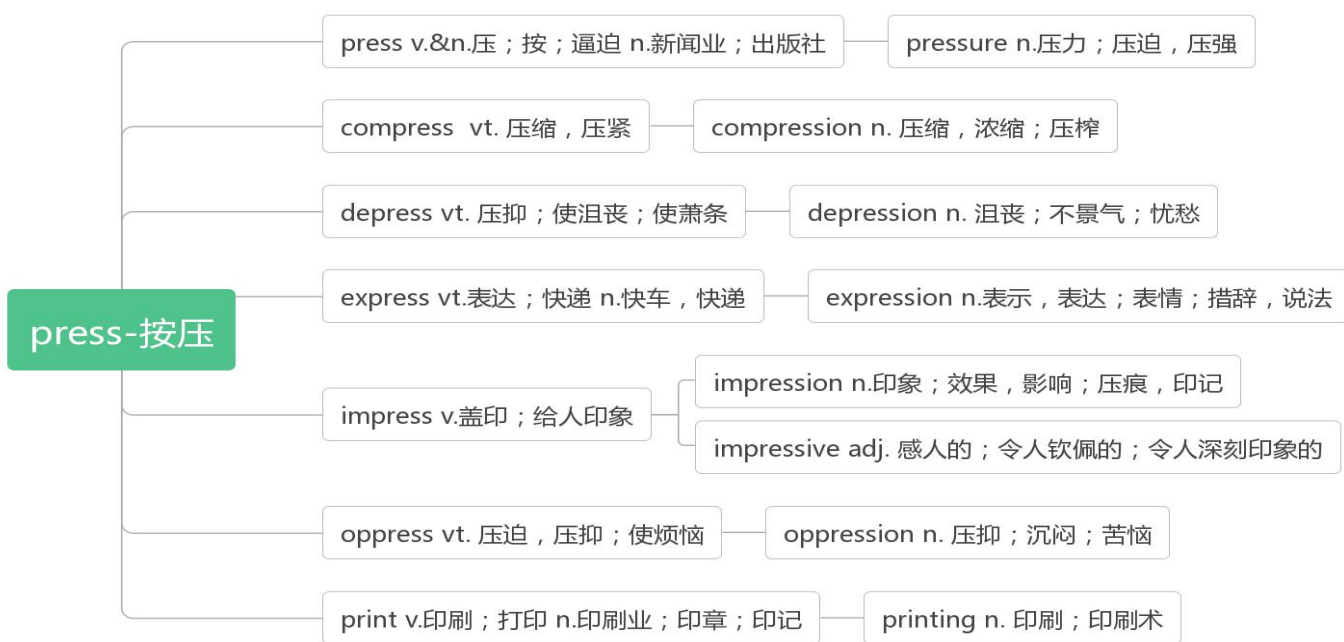 press v.&n.压；按；逼迫 n.新闻业；出版社
pressure n.压力；压迫，压强
compress vt. 压缩，压紧
compression n. 压缩，浓缩；压榨
depress vt. 压抑；使沮丧；使萧条
depression n. 沮丧；不景气；忧愁
press-按压
express vt.表达；快递 n.快车，快递
expression n.表示，表达；表情；措辞，说法
impress v.盖印；给人印象
impression n.印象；效果，影响；压痕，印记
impressive adj. 感人的；令人钦佩的；令人深刻印象的
oppress vt. 压迫，压抑；使烦恼
oppression n. 压抑；沉闷；苦恼
print v.印刷；打印 n.印刷业；印章；印记
printing n. 印刷；印刷术